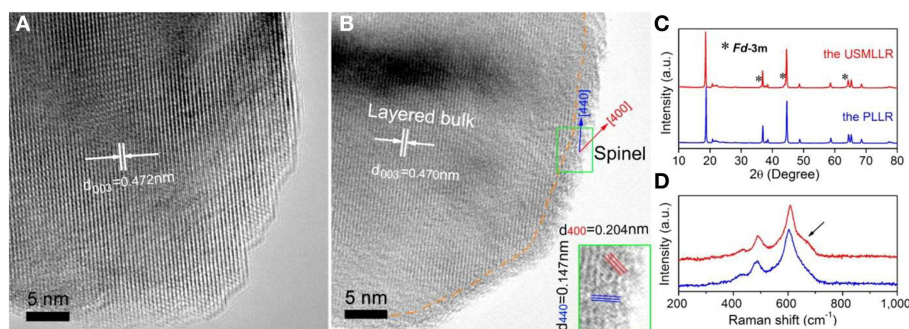 A
d003=0.472nm
5 nm
B
[440]
[400]
Layered bulk
Spinel
d003=0.470nm
d400=0.204nm
d440=0.147nm
5 nm
C
Intensity (a.u.)
* Fd-3m
the USMLLR
* * *
the PLLR
10 20 30 40 50 60 70 80
2θ (Degree)
D
Intensity (a.u.)
200 400 600 800 1,000
Raman shift (cm-1)